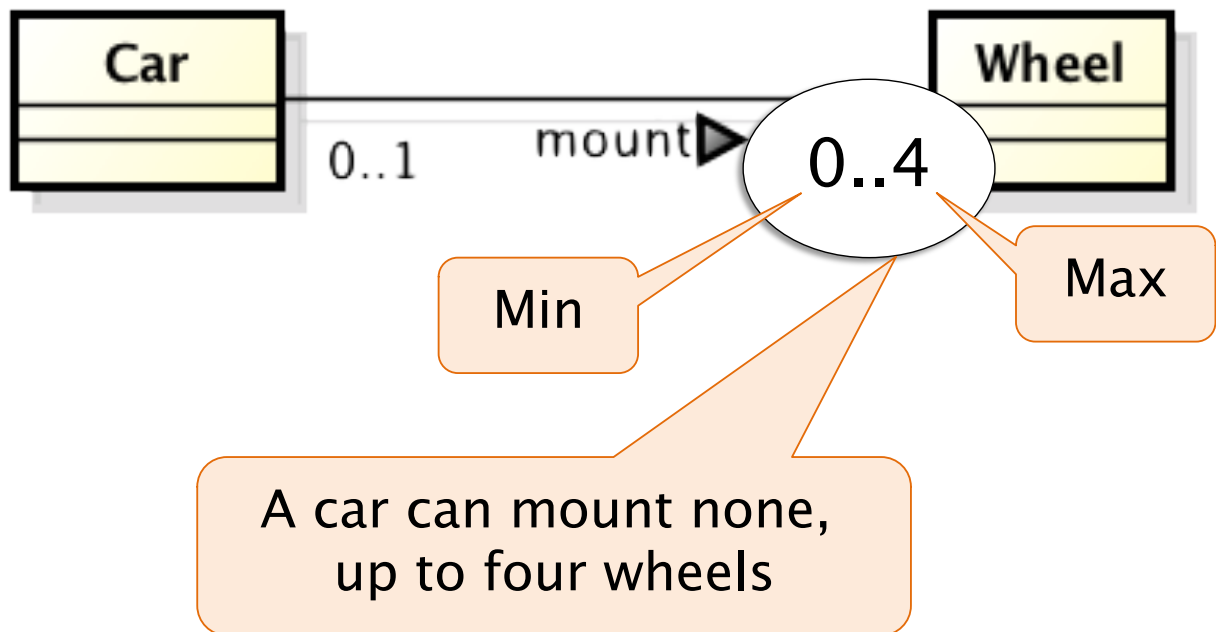 Car
Wheel
0..1
mount
0..4
Min
Max
A car can mount none,
up to four wheels